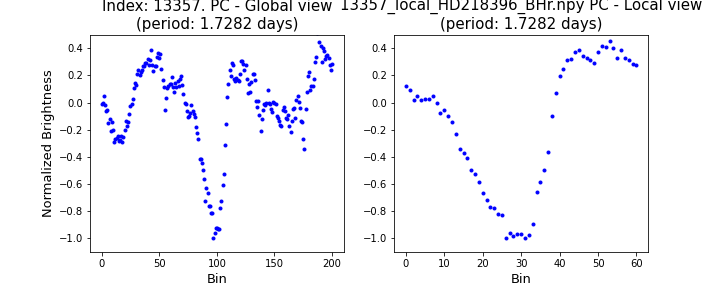 Index: 13357. PC - Global view
(period: 1.7282 days)
13357_local_HD218396_BHr.npy PC - Local view
(period: 1.7282 days)
Normalized Brightness
0.4
0.2
0.0
−0.2
−0.4
−0.6
−0.8
−1.0
0 50 100 150 200
Bin
0.4
0.2
0.0
−0.2
−0.4
−0.6
−0.8
−1.0
0 10 20 30 40 50 60
Bin